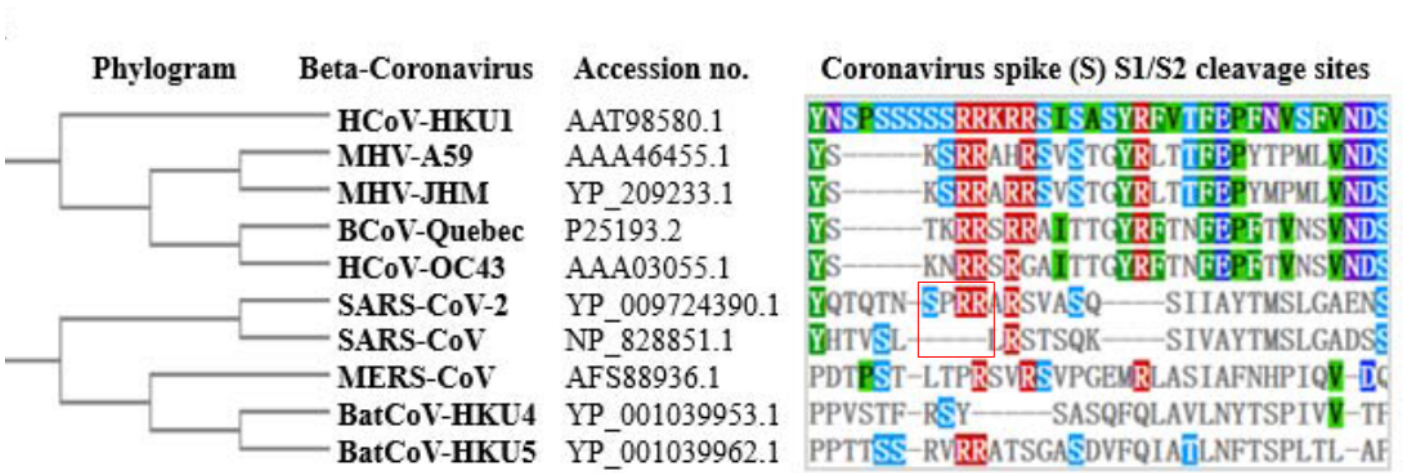 Phylogram Beta-Coronavirus Accession no. Coronavirus spike (S) S1/S2 cleavage sites
HCoV-HKU1 AAT98580.1 YNSPSSSSSRRKRRSISASYRFVTFEPFNVSFVNDS
MHV-A59 AAA46455.1 YS-----KSRRAHRSVSTGYRLTTFEPYTPMLVNDS
MHV-JHM YP_209233.1 YS-----KSRRARRSVSTGYRLTTFEPYMPMLVNDS
BCoV-Quebec P25193.2 YS-----TKRRSRRAITTGYRFTNFEPFTVNSVNDS
HCoV-OC43 AAA03055.1 YS-----KNRRSRGAITTGYRFTNFEPFTVNSVNDS
SARS-CoV-2 YP_009724390.1 YQTQTN-SPRRARSVASQ----SIIAYTMSLGAENS
SARS-CoV NP_828851.1 YHTVSL-----LRSTSQK----SIVAYTMSLGADSS
MERS-CoV AFS88936.1 PDTPST-LTPRSVRSVPGEMRLASIAFNHPIQV-DQ
BatCoV-HKU4 YP_001039953.1 PPVSTF-RSY-----SASQFQLAVLNYTSPIVV-TF
BatCoV-HKU5 YP_001039962.1 PPTTSS-RVRRATSGASDVFQIATLNFTSPLTL-AF